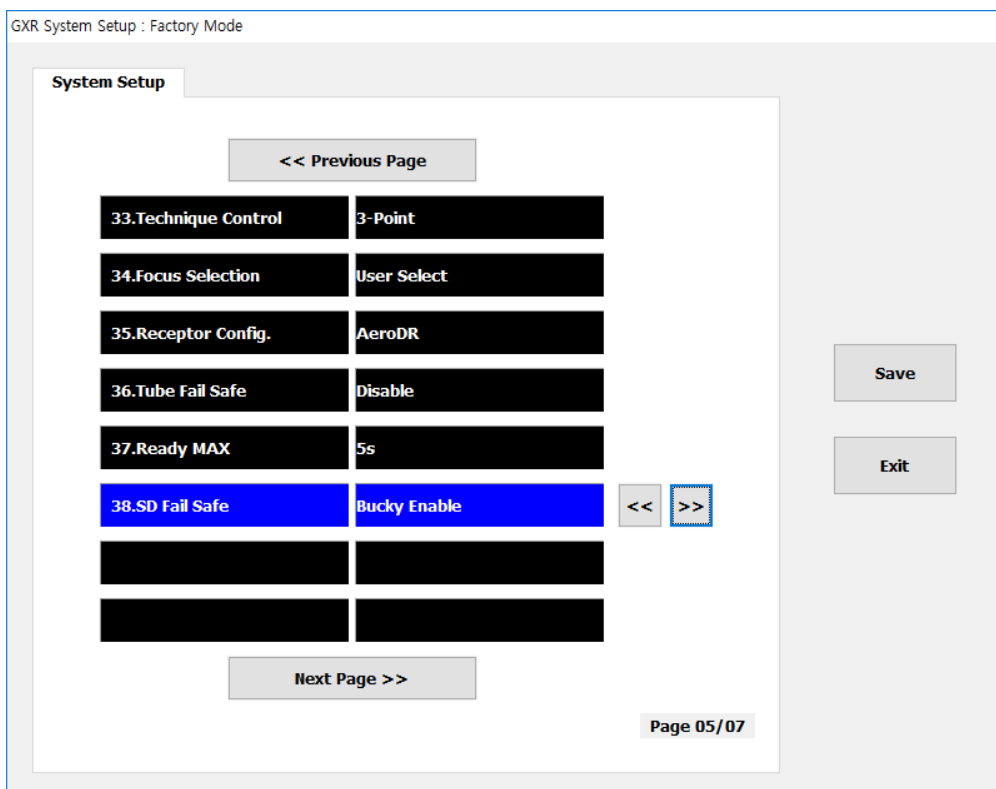 GXR System Setup : Factory Mode
System Setup
<< Previous Page
33.Technique Control 3-Point
34.Focus Selection User Select
35.Receptor Config. AeroDR
36.Tube Fail Safe Disable
37.Ready MAX 5s
38.SD Fail Safe Bucky Enable << >>
Next Page >>
Page 05/07
Save
Exit